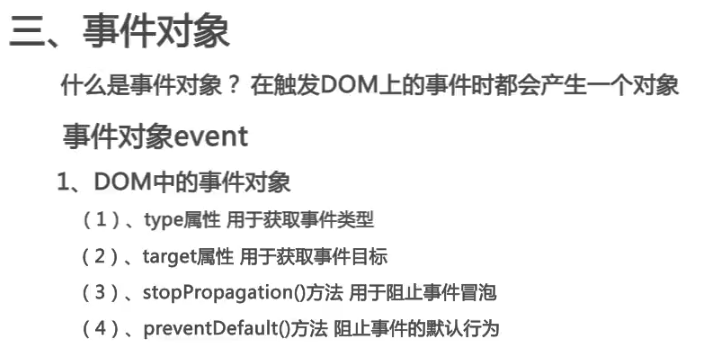 三、事件对象
什么是事件对象？在触发DOM上的事件时都会产生一个对象
事件对象event
1、DOM中的事件对象
（1）、type属性 用于获取事件类型
（2）、target属性 用于获取事件目标
（3）、stopPropagation()方法 用于阻止事件冒泡
（4）、preventDefault()方法 阻止事件的默认行为